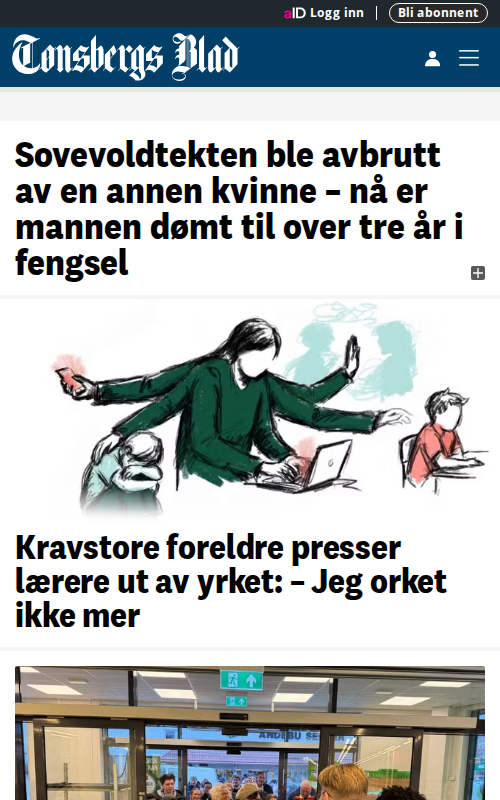 aID Logg inn
Bli abonnent
Tønsbergs Blad
Sovevoldtekten ble avbrutt
av en annen kvinne – nå er
mannen dømt til over tre år i
fengsel
Kravstore foreldre presser
lærere ut av yrket: – Jeg orket
ikke mer
ANDEBU